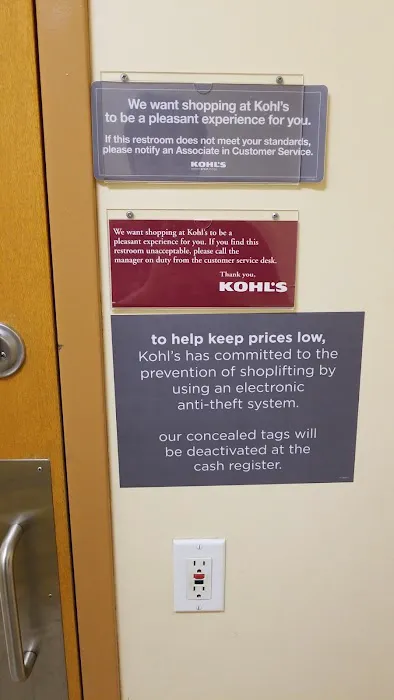 We want shopping at Kohl's
to be a pleasant experience for you.
If this restroom does not meet your standards,
please notify an Associate in Customer Service.
KOHL'S
We want shopping at Kohl's to be a
pleasant experience for you. If you find this
restroom unacceptable, please call the
manager on duty from the customer service desk.
Thank you,
KOHL'S
to help keep prices low,
Kohl's has committed to the
prevention of shoplifting by
using an electronic
anti-theft system.
our concealed tags will
be deactivated at the
cash register.